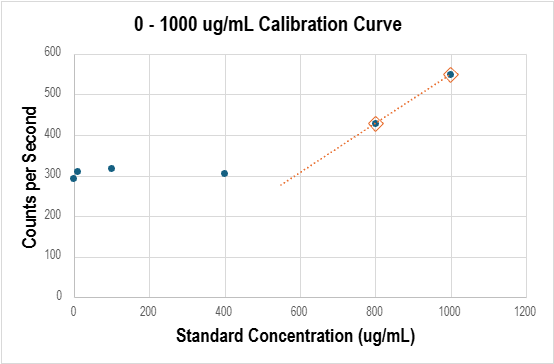 0 - 1000 ug/mL Calibration Curve
600
500
400
300
200
100
0
Counts per Second
0 200 400 600 800 1000 1200
Standard Concentration (ug/mL)